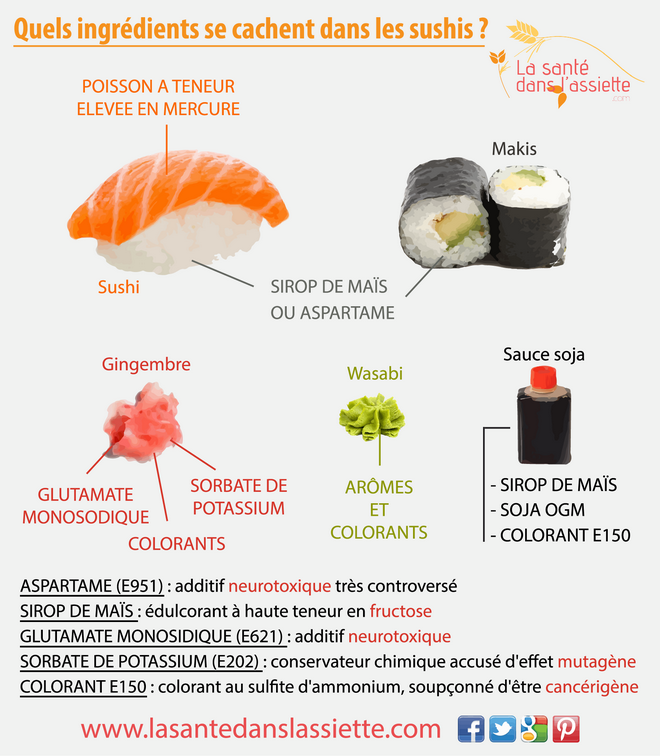 Quels ingrédients se cachent dans les sushis ?
La santé
dans l'assiette
.com
POISSON A TENEUR
ELEVEE EN MERCURE
Makis
Sushi
SIROP DE MAÏS
OU ASPARTAME
Gingembre
Wasabi
Sauce soja
GLUTAMATE
MONOSODIQUE
SORBATE DE
POTASSIUM
COLORANTS
ARÔMES
ET
COLORANTS
- SIROP DE MAÏS
- SOJA OGM
- COLORANT E150
ASPARTAME (E951) : additif neurotoxique très controversé
SIROP DE MAÏS : édulcorant à haute teneur en fructose
GLUTAMATE MONOSIDIQUE (E621) : additif neurotoxique
SORBATE DE POTASSIUM (E202) : conservateur chimique accusé d'effet mutagène
COLORANT E150 : colorant au sulfite d'ammonium, soupçonné d'être cancérigène
www.lasantedanslassiette.com